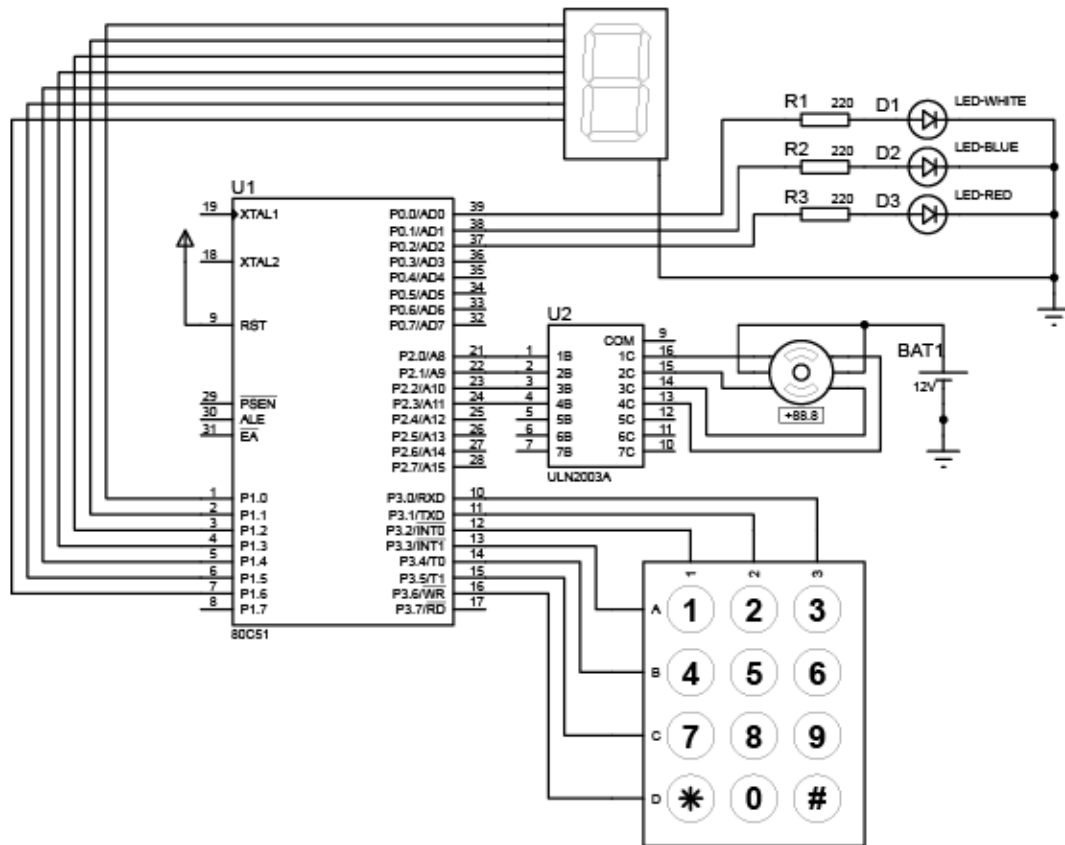 R1 220 D1 LED-WHITE
R2 220 D2 LED-BLUE
R3 220 D3 LED-RED
U1
19 XTAL1 P0.0/AD0 39
P0.1/AD1 38
P0.2/AD2 37
18 XTAL2 P0.3/AD3 36
P0.4/AD4 35
P0.5/AD5 34
P0.6/AD6 33
9 RST P0.7/AD7 32
P2.0/A8 21
P2.1/A9 22
P2.2/A10 23
29 PSEN P2.3/A11 24
30 ALE P2.4/A12 25
31 EA P2.5/A13 26
P2.6/A14 27
P2.7/A15 28
1 P1.0 P3.0/RXD 10
2 P1.1 P3.1/TXD 11
3 P1.2 P3.2/INT0 12
4 P1.3 P3.3/INT1 13
5 P1.4 P3.4/T0 14
6 P1.5 P3.5/T1 15
7 P1.6 P3.6/WR 16
8 P1.7 P3.7/RD 17
80C51
U2
COM 9
1 1B 1C 16
2 2B 2C 15
3 3B 3C 14
4 4B 4C 13
5 5B 5C 12
6 6B 6C 11
7 7B 7C 10
ULN2003A
+88.8
BAT1
12V
1 2 3
A 1 2 3
B 4 5 6
C 7 8 9
D * 0 #